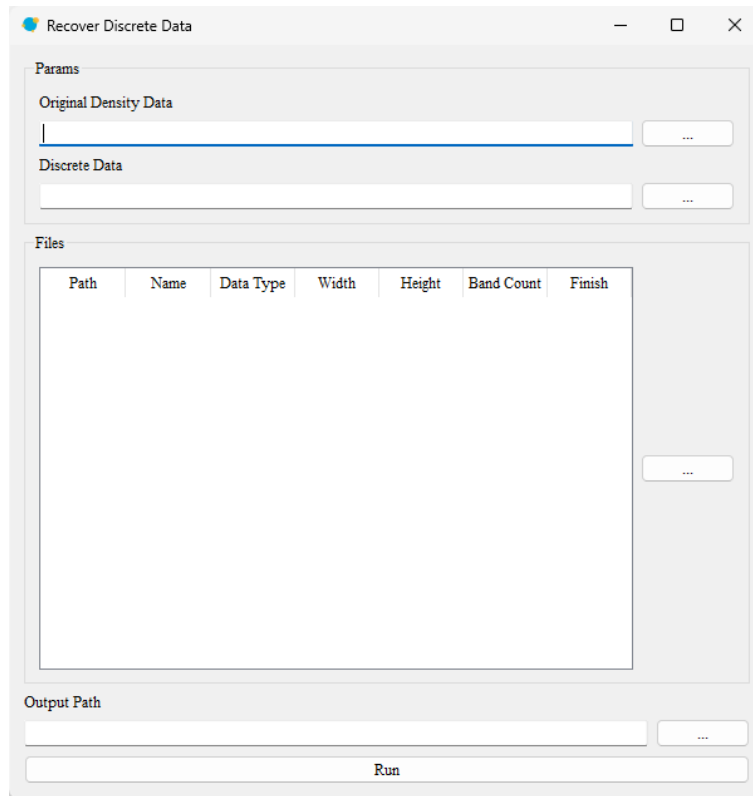 Recover Discrete Data
Params
Original Density Data
...
Discrete Data
...
Files
Path Name Data Type Width Height Band Count Finish
...
Output Path
...
Run